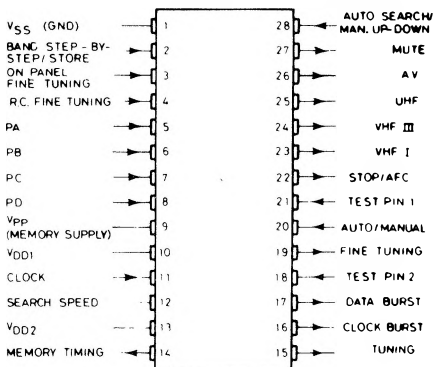 VSS (GND) 1
BAND STEP-BY-
STEP/STORE 2
ON PANEL
FINE TUNING 3
R.C. FINE TUNING 4
PA 5
PB 6
PC 7
PD 8
VPP
(MEMORY SUPPLY) 9
VDD1 10
CLOCK 11
SEARCH SPEED 12
VDD2 13
MEMORY TIMING 14
28 AUTO SEARCH/
MAN. UP-DOWN
27 MUTE
26 AV
25 UHF
24 VHF III
23 VHF I
22 STOP/AFC
21 TEST PIN 1
20 AUTO/MANUAL
19 FINE TUNING
18 TEST PIN 2
17 DATA BURST
16 CLOCK BURST
15 TUNING